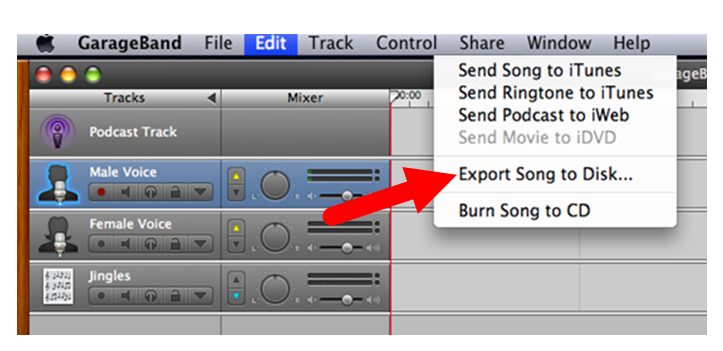 GarageBand File Edit Track Control Share Window Help
ageB
Tracks Mixer 00:00
Send Song to iTunes
Send Ringtone to iTunes
Send Podcast to iWeb
Send Movie to iDVD
Export Song to Disk...
Burn Song to CD
Podcast Track
Male Voice
L R
Female Voice
L R
Jingles
L R